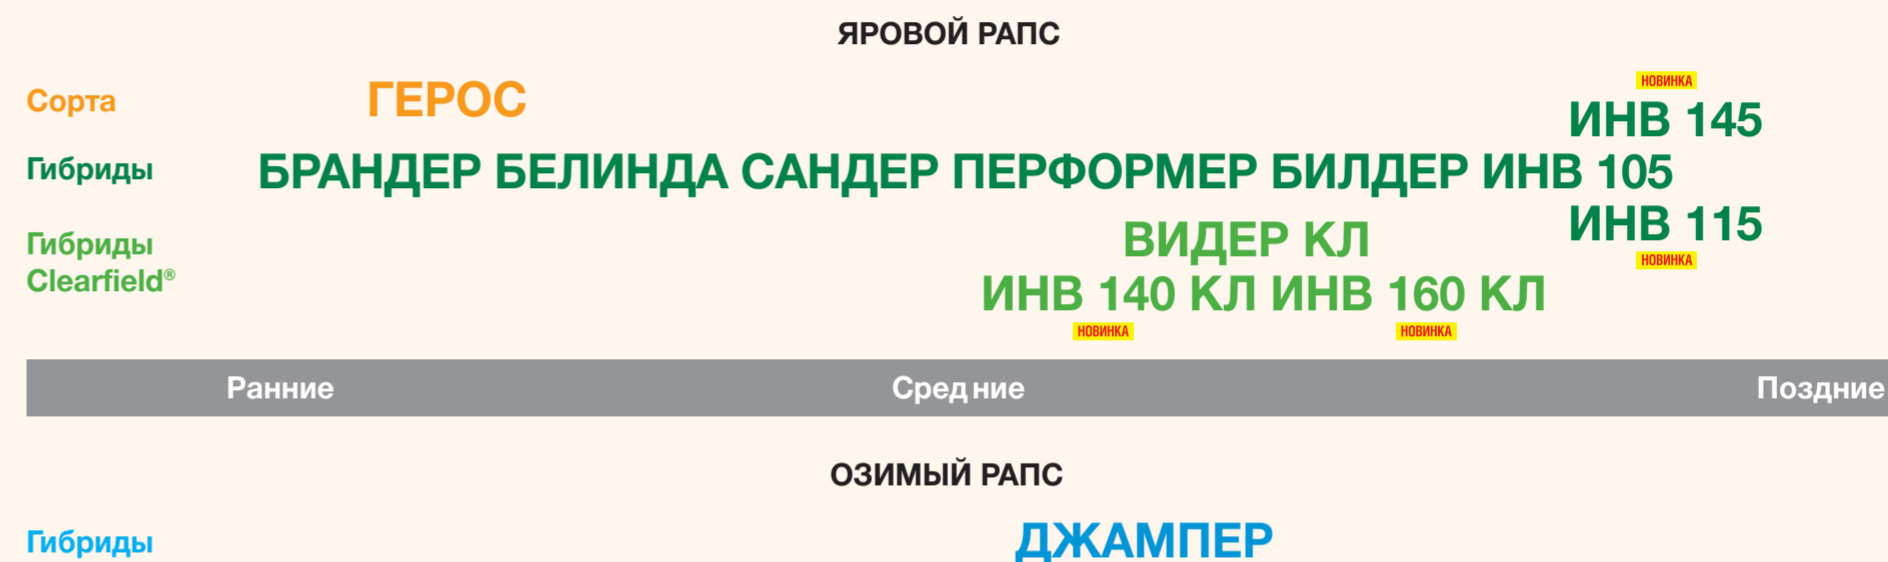 ЯРОВОЙ РАПС
Сорта ГЕРОС
НОВИНКА
ИНВ 145
Гибриды БРАНДЕР БЕЛИНДА САНДЕР ПЕРФОРМЕР БИЛДЕР ИНВ 105
ИНВ 115
НОВИНКА
Гибриды
Clearfield®
ВИДЕР КЛ
ИНВ 140 КЛ ИНВ 160 КЛ
НОВИНКА НОВИНКА
Ранние Средние Поздние
ОЗИМЫЙ РАПС
Гибриды ДЖАМПЕР